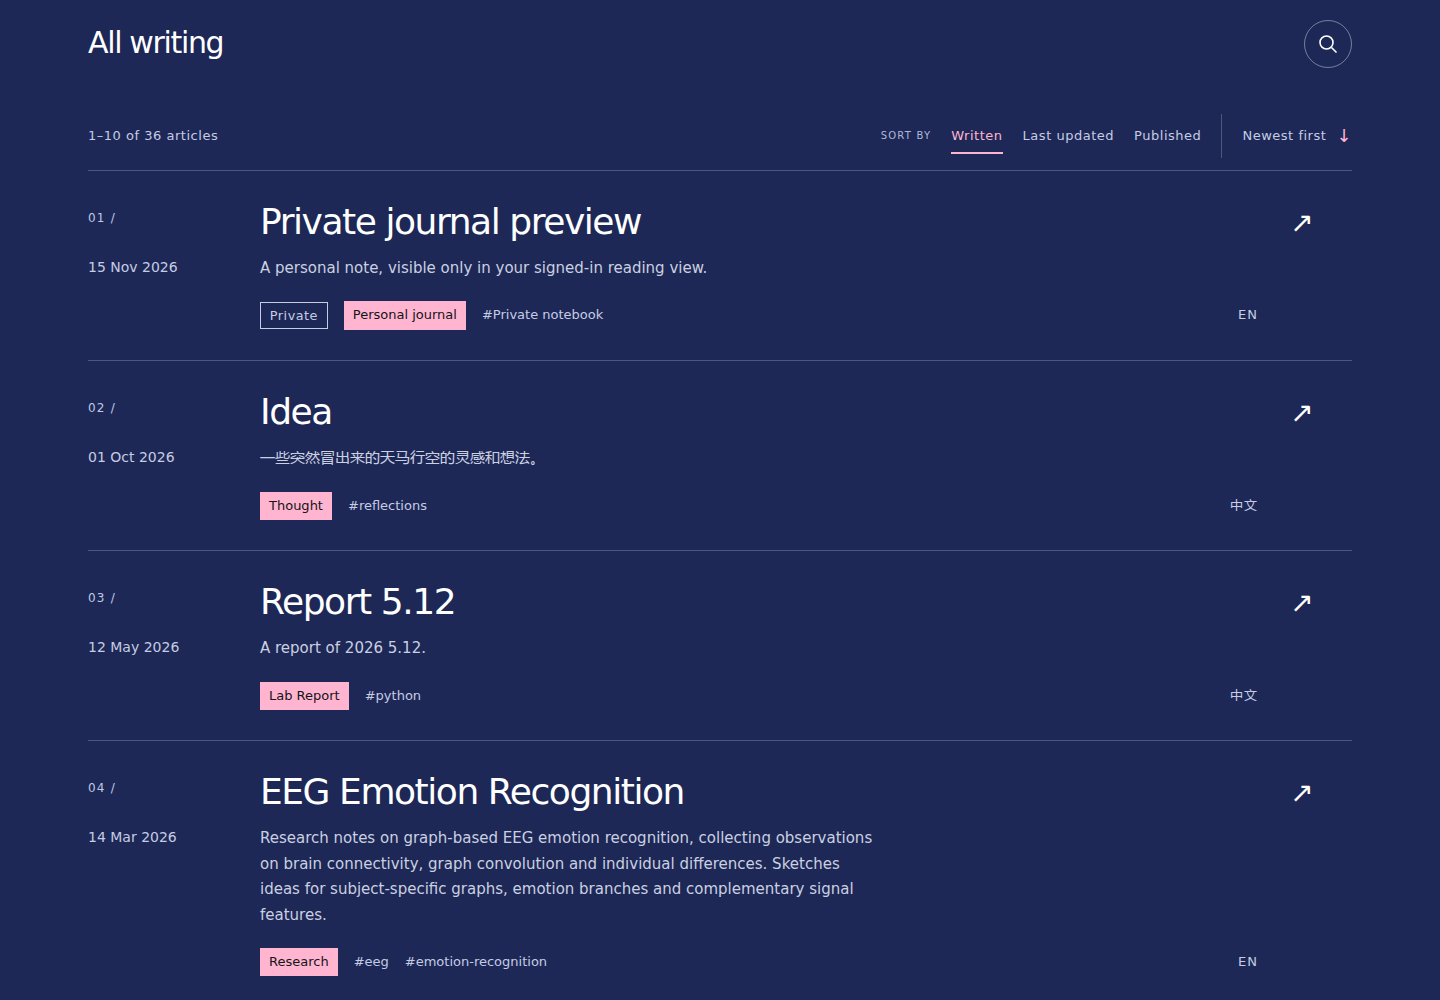 All writing
1–10 of 36 articles
SORT BY Written Last updated Published Newest first ↓
01 /
Private journal preview ↗
15 Nov 2026
A personal note, visible only in your signed-in reading view.
Private Personal journal #Private notebook EN
02 /
Idea ↗
01 Oct 2026
一些突然冒出来的天马行空的灵感和想法。
Thought #reflections 中文
03 /
Report 5.12 ↗
12 May 2026
A report of 2026 5.12.
Lab Report #python 中文
04 /
EEG Emotion Recognition ↗
14 Mar 2026
Research notes on graph-based EEG emotion recognition, collecting observations
on brain connectivity, graph convolution and individual differences. Sketches
ideas for subject-specific graphs, emotion branches and complementary signal
features.
Research #eeg #emotion-recognition EN